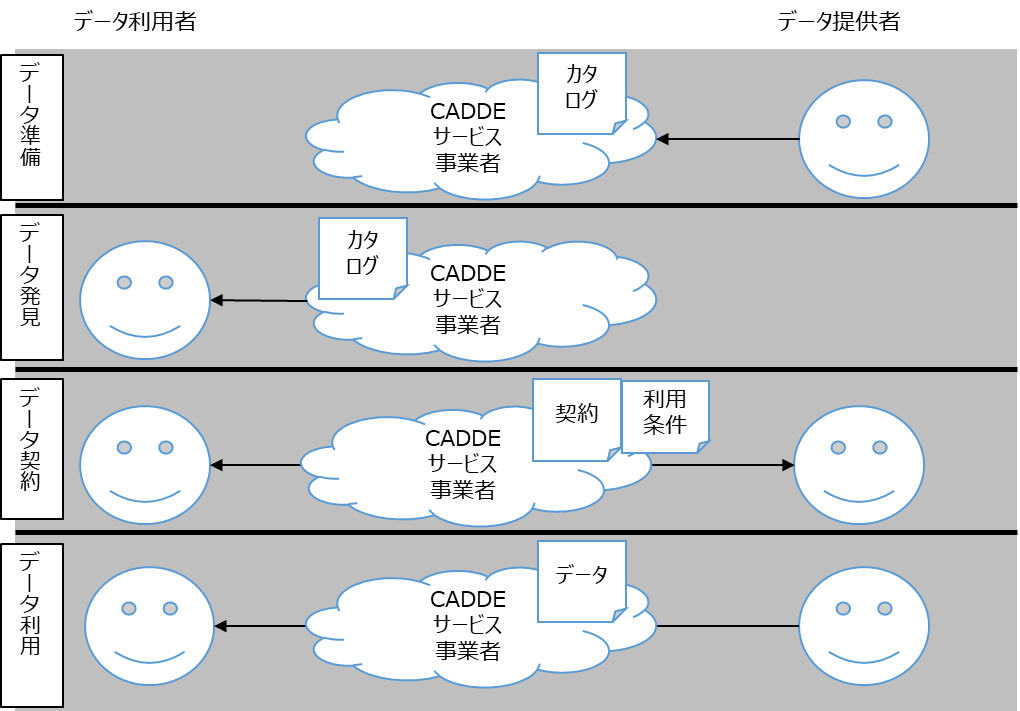 データ利用者
データ提供者
データ準備
CADDE
サービス
事業者
カタ
ログ
データ発見
カタ
ログ
CADDE
サービス
事業者
データ契約
CADDE
サービス
事業者
契約
利用
条件
データ利用
CADDE
サービス
事業者
データ